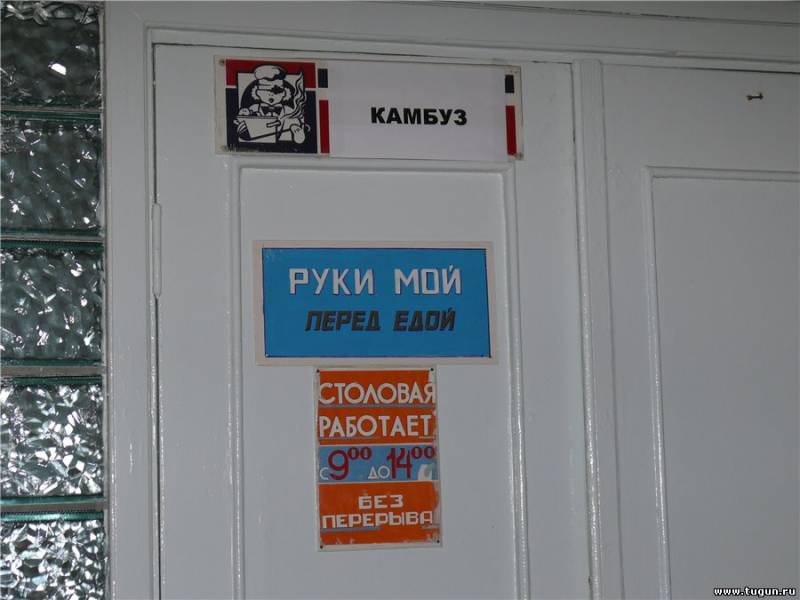 КАМБУЗ
РУКИ МОЙ
ПЕРЕД ЕДОЙ
СТОЛОВАЯ
РАБОТАЕТ
С 9⁰⁰ ДО 14⁰⁰
БЕЗ
ПЕРЕРЫВА
www.tugun.ru